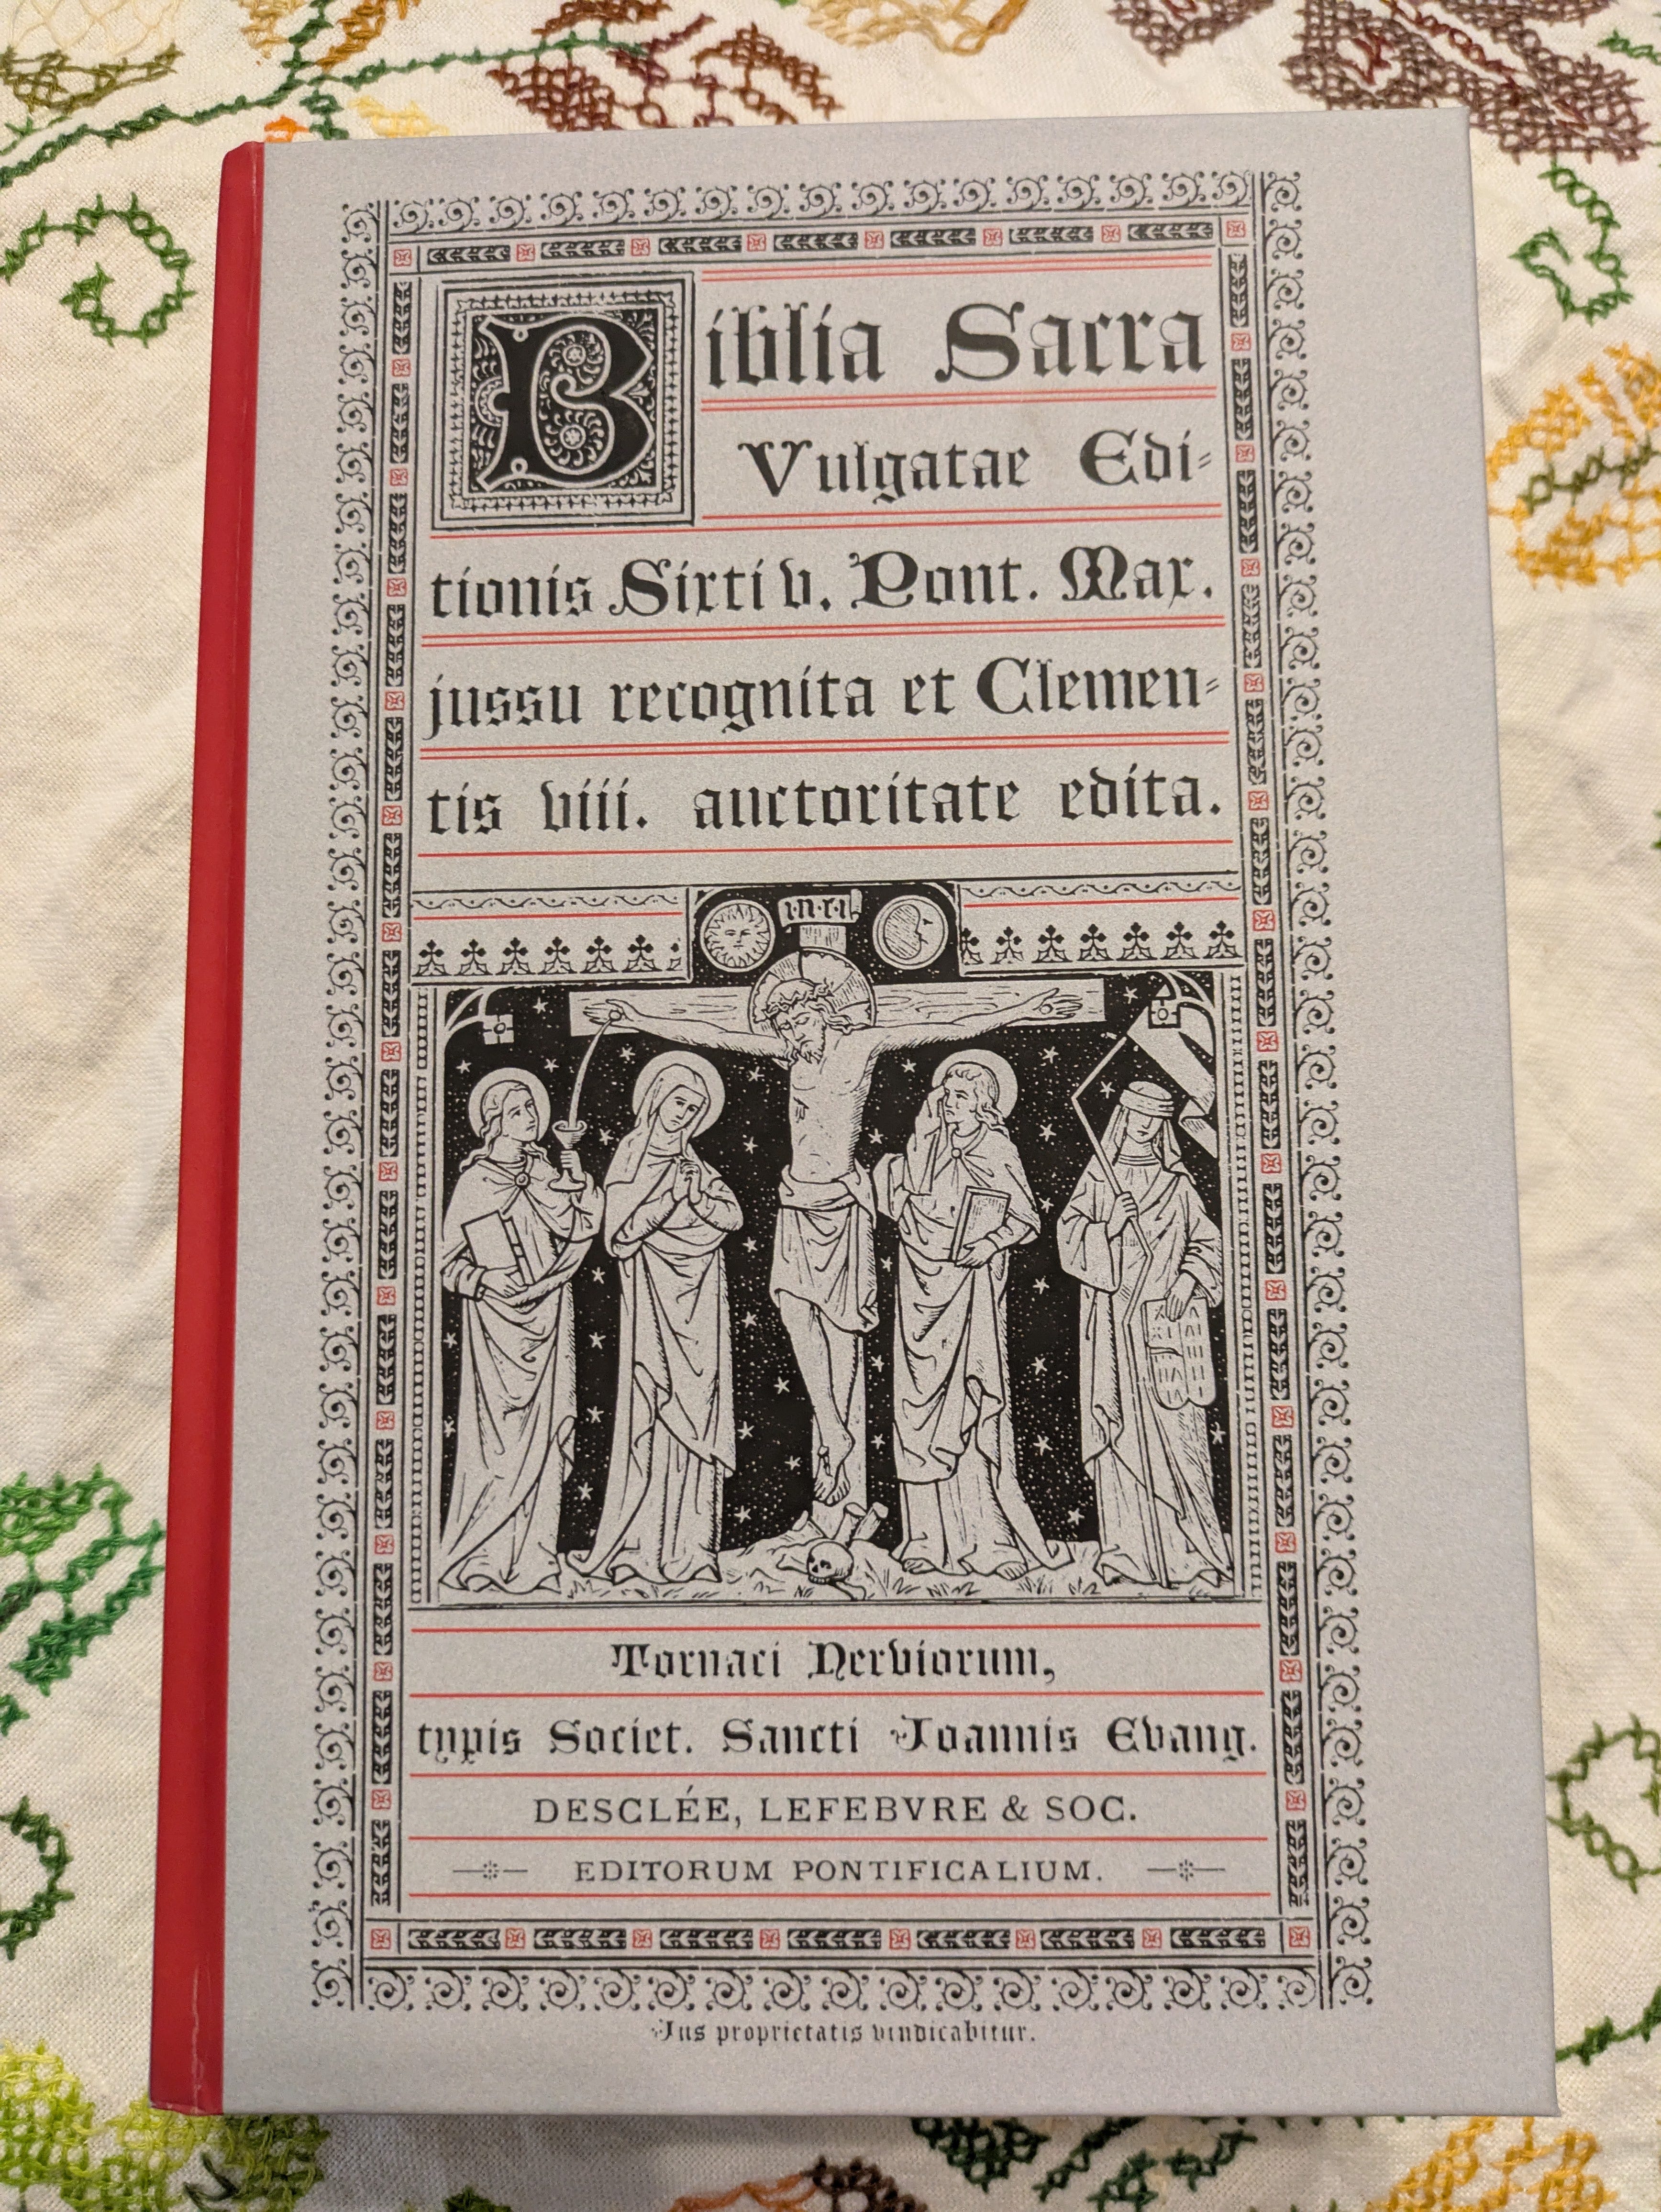 Biblia Sacra
Vulgatae Edi-
tionis Sixti v. Pont. Max.
jussu recognita et Clemen-
tis viii. auctoritate edita.
i·n·r·i
Tornaci Nerviorum,
typis Societ. Sancti Joannis Evang.
DESCLÉE, LEFEBVRE & SOC.
EDITORUM PONTIFICALIUM.
Jus proprietatis vindicabitur.